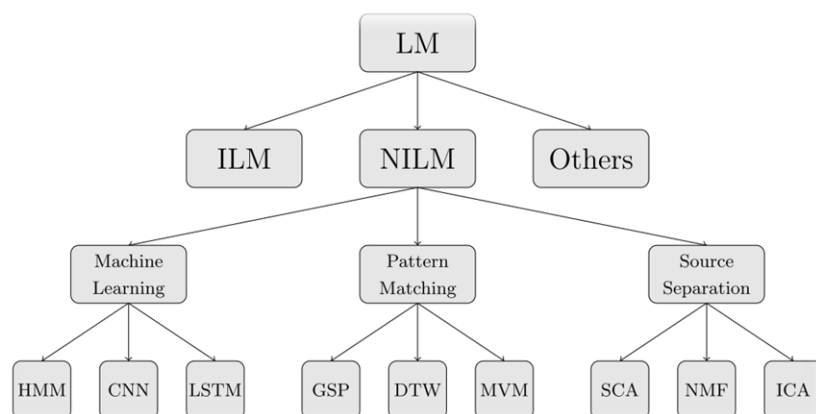 LM
ILM
NILM
Others
Machine
Learning
Pattern
Matching
Source
Separation
HMM
CNN
LSTM
GSP
DTW
MVM
SCA
NMF
ICA